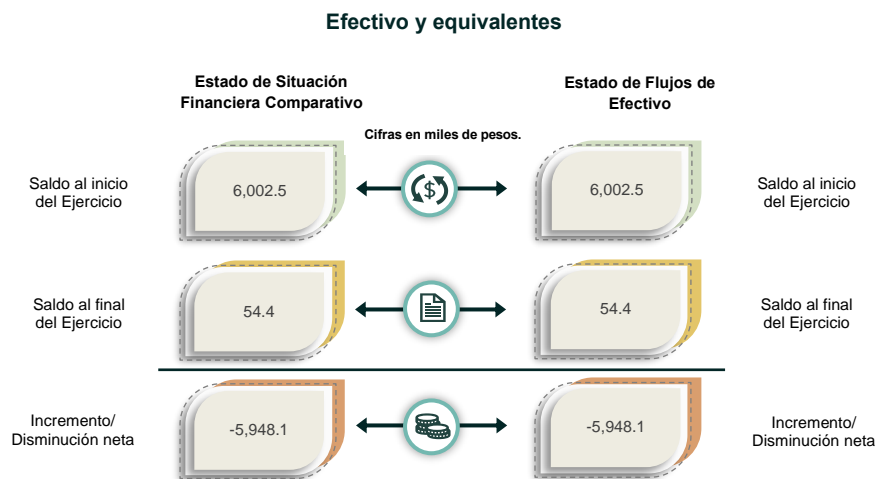 Efectivo y equivalentes
Estado de Situación
Financiera Comparativo
Estado de Flujos de
Efectivo
Cifras en miles de pesos.
Saldo al inicio
del Ejercicio
6,002.5
$
6,002.5
Saldo al inicio
del Ejercicio
Saldo al final
del Ejercicio
54.4
54.4
Saldo al final
del Ejercicio
Incremento/
Disminución neta
-5,948.1
-5,948.1
Incremento/
Disminución neta